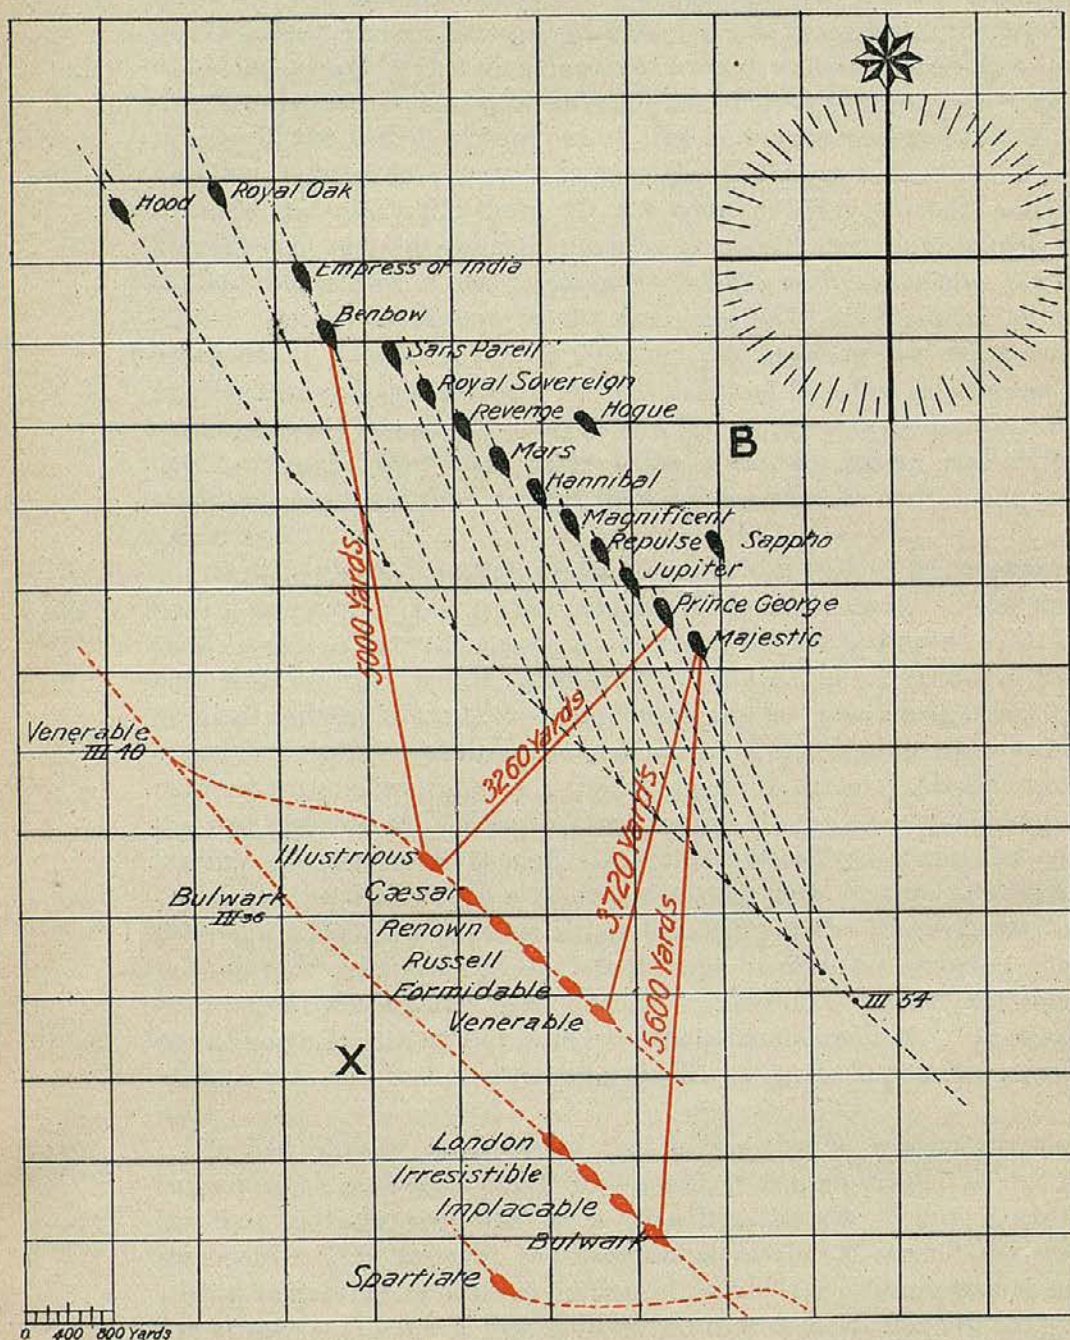 Hood
Royal Oak
Empress of India
Benbow
Sans Pareil
Royal Sovereign
Revenge
Hogue
B
Mars
Hannibal
Magnificent
Repulse
Sappho
Jupiter
Prince George
Majestic
5000 Yards
3260 Yards
3720 Yards
5.600 Yards
Venerable
III 40
Illustrious
Cæsar
Bulwark
III 36
Renown
Russell
Formidable
Venerable
III 54
X
London
Irresistible
Implacable
Bulwark
Spartiate
0 400 800 Yards